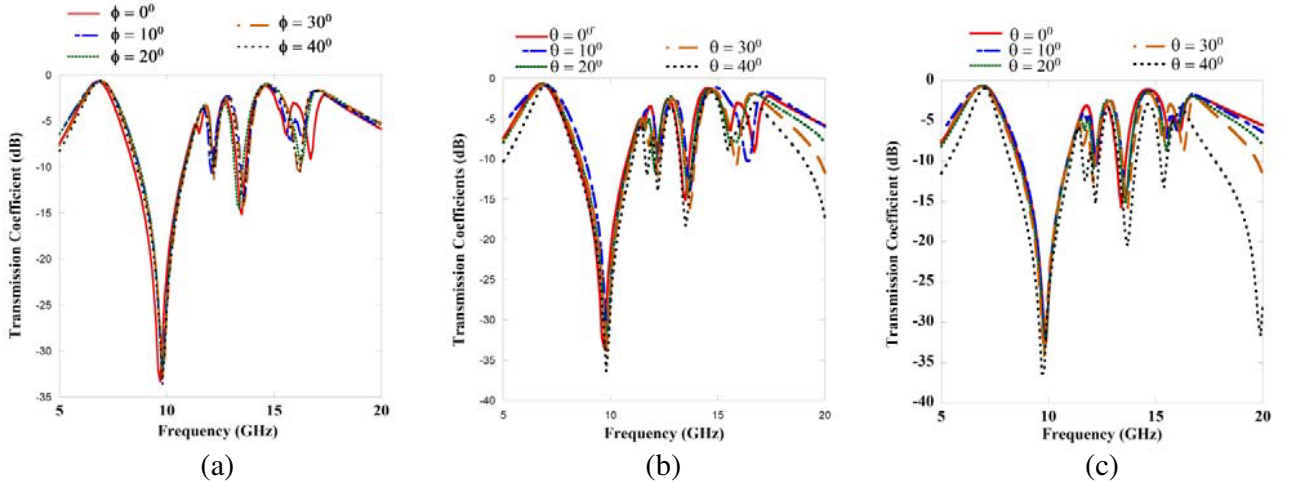 ϕ = 0⁰
ϕ = 10⁰
ϕ = 20⁰
ϕ = 30⁰
ϕ = 40⁰
0
-5
-10
-15
-20
-25
-30
-35
5
10
15
20
Transmission Coefficient (dB)
Frequency (GHz)
(a)
θ = 0⁰
θ = 10⁰
θ = 20⁰
θ = 30⁰
θ = 40⁰
0
-5
-10
-15
-20
-25
-30
-35
-40
5
10
15
20
Transmission Coefficients (dB)
Frequency (GHz)
(b)
θ = 0⁰
θ = 10⁰
θ = 20⁰
θ = 30⁰
θ = 40⁰
0
-5
-10
-15
-20
-25
-30
-35
-40
5
10
15
20
Transmission Coefficient (dB)
Frequency (GHz)
(c)